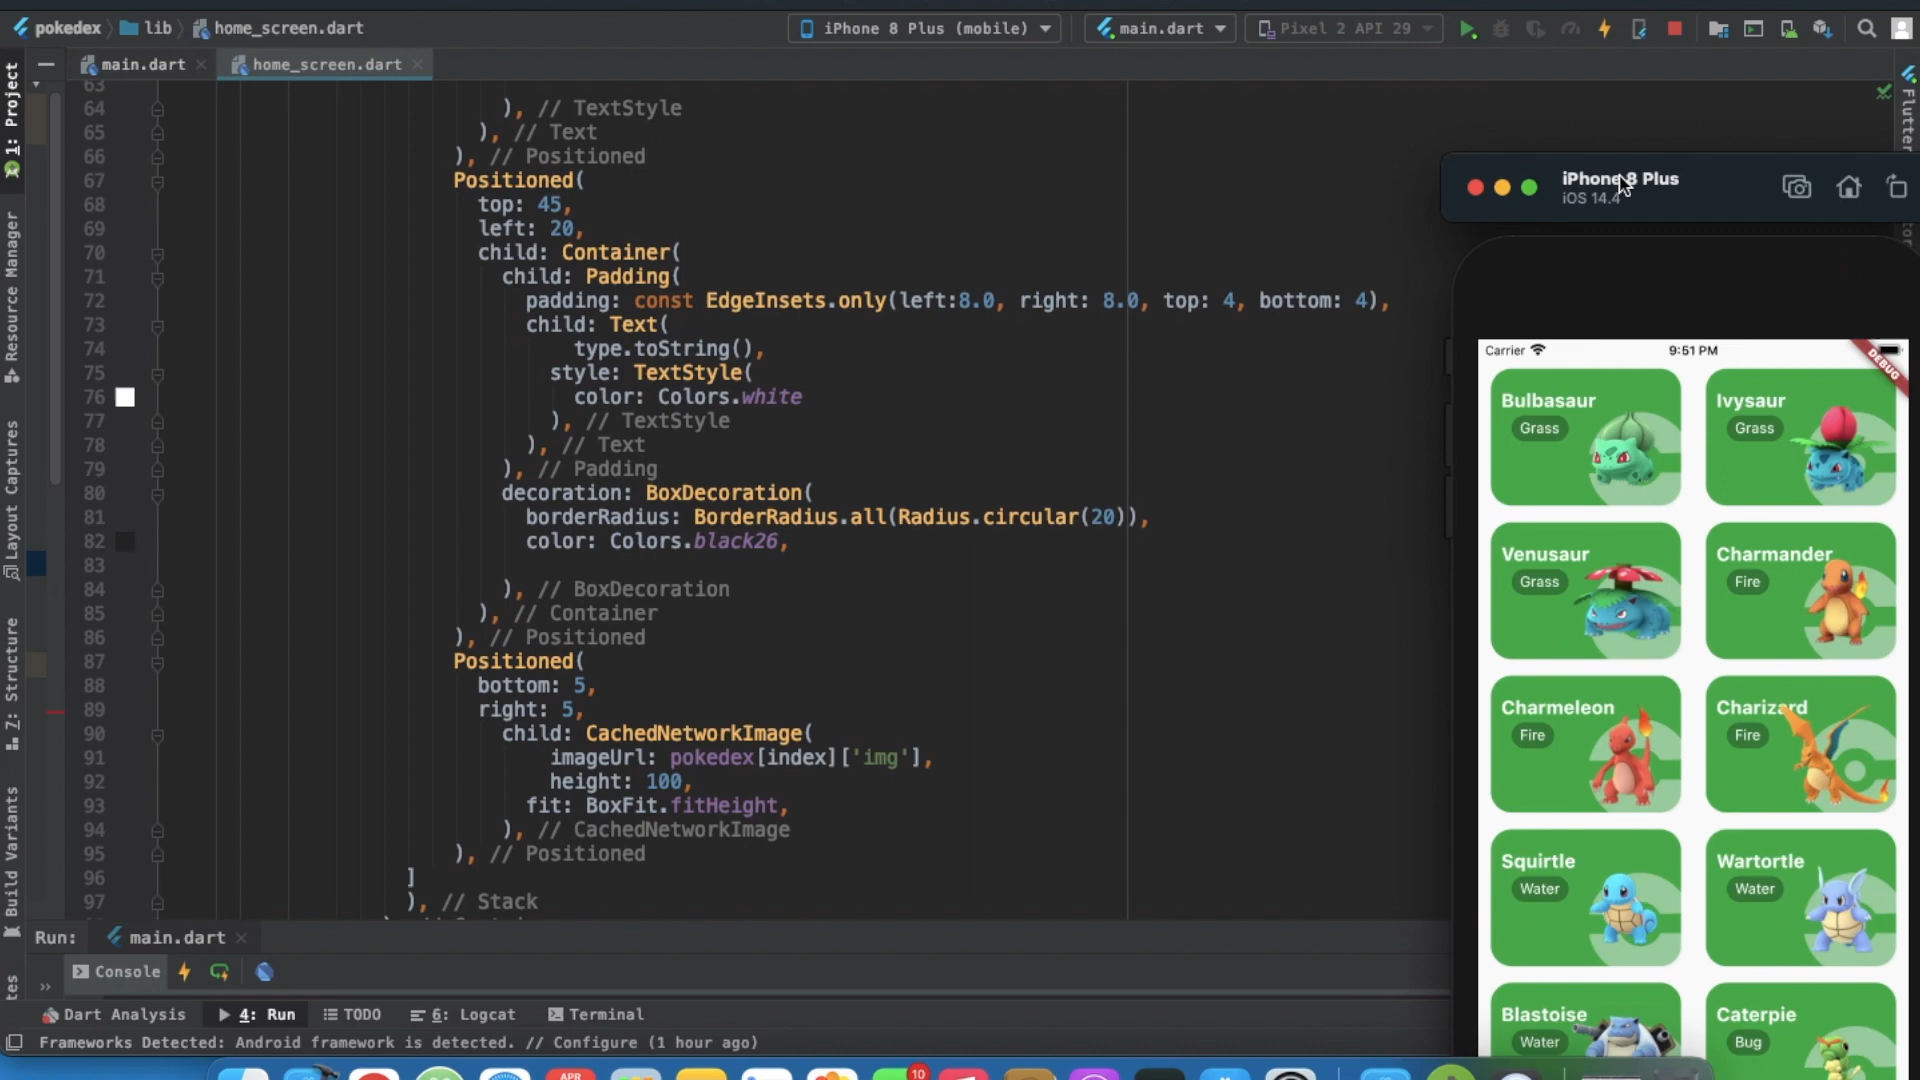 pokedex lib home_screen.dart iPhone 8 Plus (mobile) main.dart Pixel 2 API 29
main.dart home_screen.dart
63
64 ), // TextStyle
65 ), // Text
66 ), // Positioned
67 Positioned(
68 top: 45,
69 left: 20,
70 child: Container(
71 child: Padding(
72 padding: const EdgeInsets.only(left:8.0, right: 8.0, top: 4, bottom: 4),
73 child: Text(
74 type.toString(),
75 style: TextStyle(
76 color: Colors.white
77 ), // TextStyle
78 ), // Text
79 ), // Padding
80 decoration: BoxDecoration(
81 borderRadius: BorderRadius.all(Radius.circular(20)),
82 color: Colors.black26,
83
84 ), // BoxDecoration
85 ), // Container
86 ), // Positioned
87 Positioned(
88 bottom: 5,
89 right: 5,
90 child: CachedNetworkImage(
91 imageUrl: pokedex[index]['img'],
92 height: 100,
93 fit: BoxFit.fitHeight,
94 ), // CachedNetworkImage
95 ), // Positioned
96 ]
97 ), // Stack
1: Project
Resource Manager
Layout Captures
Z: Structure
Build Variants
Flutter
iPhone 8 Plus
iOS 14.4
Carrier 9:51 PM
DEBUG
Bulbasaur Ivysaur
Grass Grass
Venusaur Charmander
Grass Fire
Charmeleon Charizard
Fire Fire
Squirtle Wartortle
Water Water
Blastoise Caterpie
Water Bug
Run: main.dart
Console
Dart Analysis 4: Run TODO 6: Logcat Terminal
Frameworks Detected: Android framework is detected. // Configure (1 hour ago)
APR 10